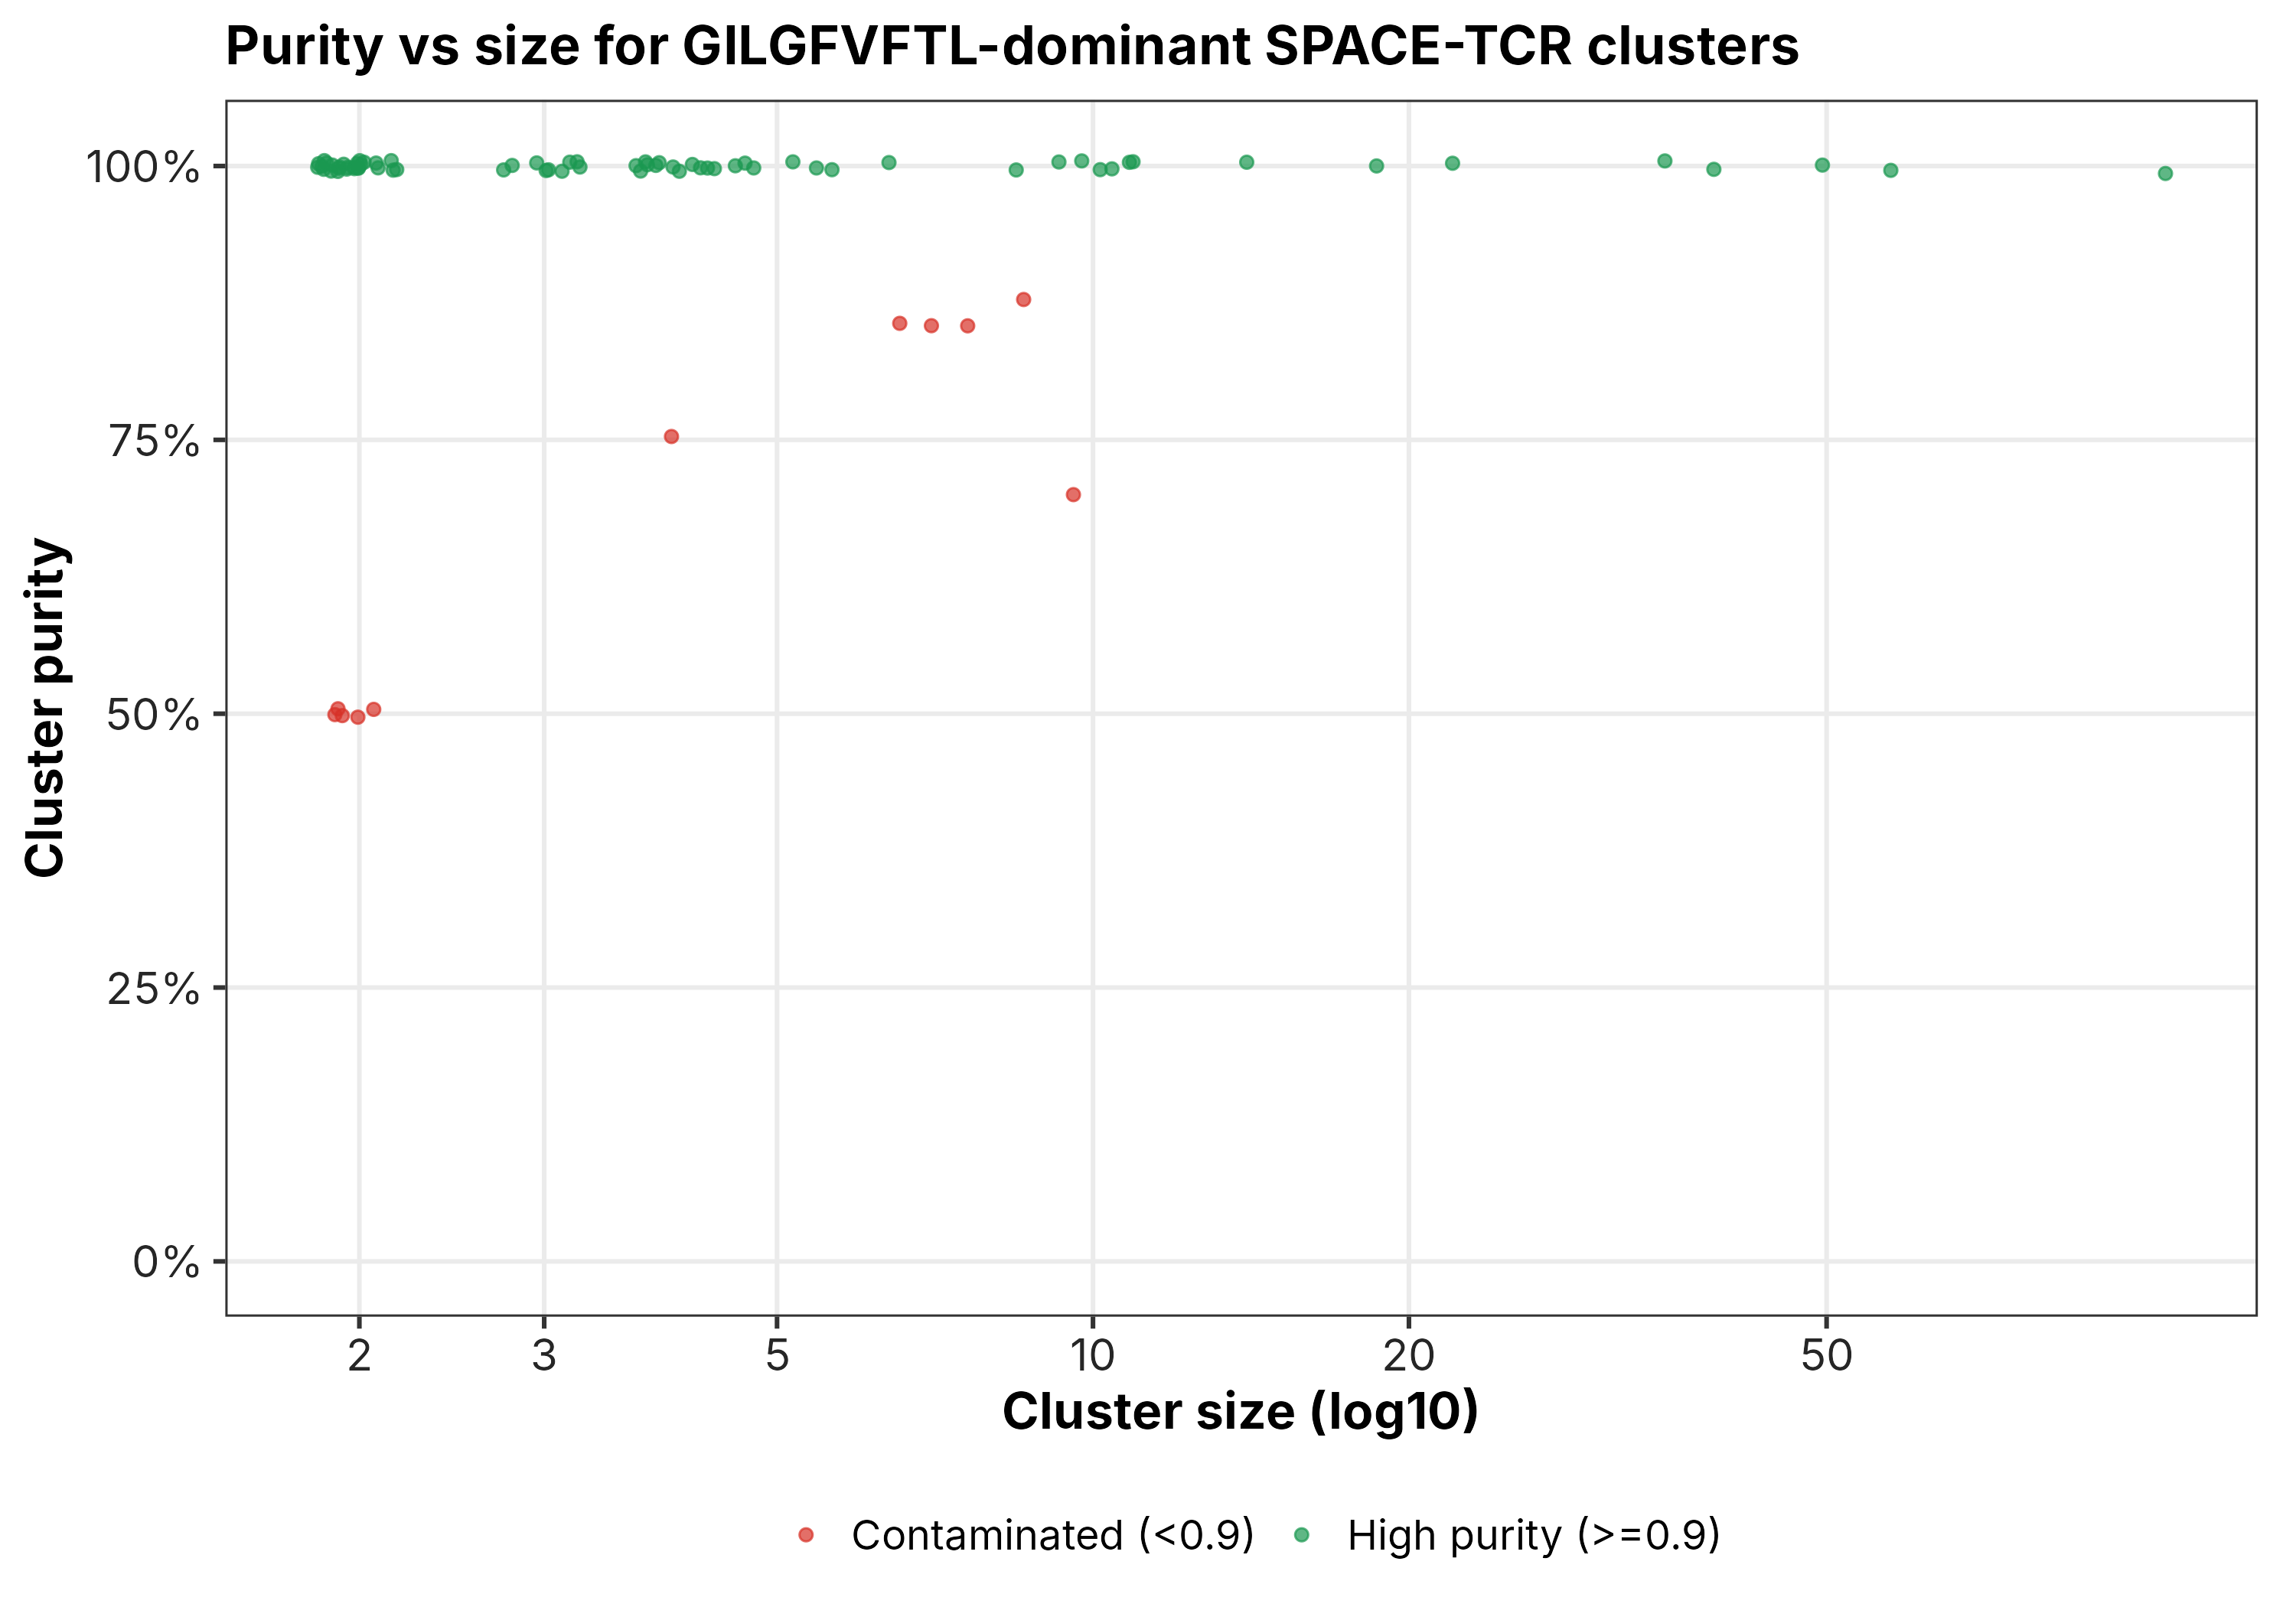 Purity vs size for GILGFVFTL-dominant SPACE-TCR clusters
Cluster purity
100%
75%
50%
25%
0%
2 3 5 10 20 50
Cluster size (log10)
Contaminated (<0.9) High purity (>=0.9)